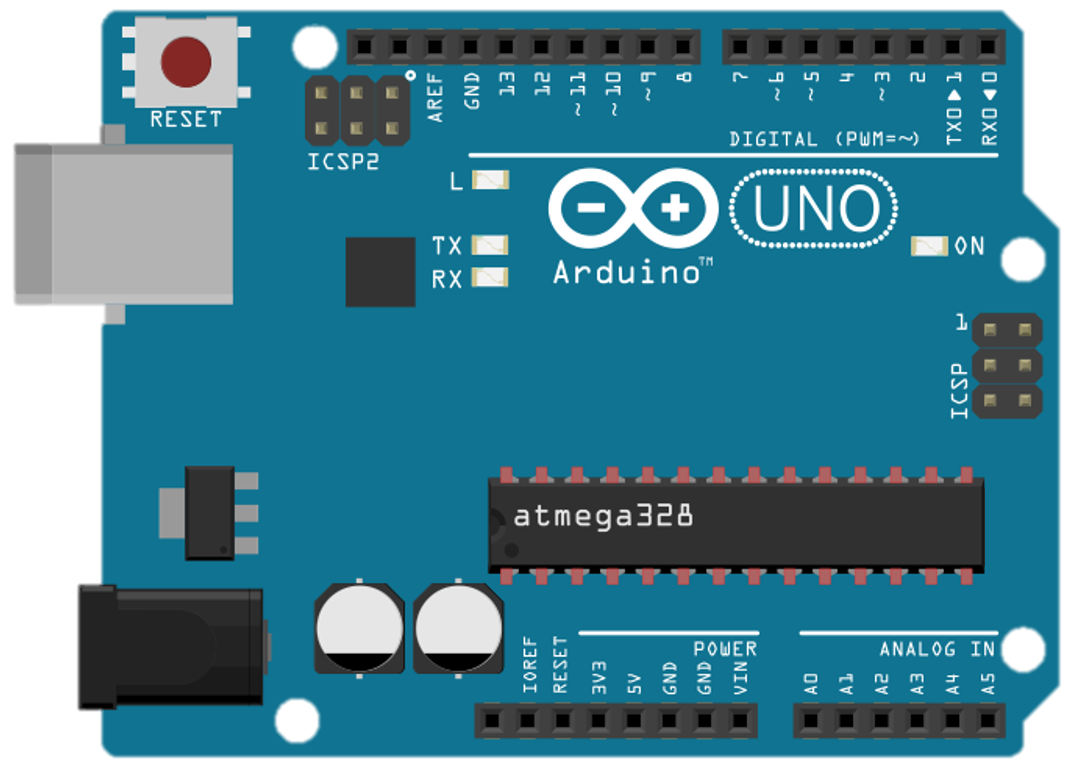 RESET
ICSP2
AREF
GND
13
12
~11
~10
~9
8
7
~6
~5
4
~3
2
TX0▶1
RX0◀0
DIGITAL (PWM=~)
L
TX
RX
UNO
Arduino™
ON
1
ICSP
atmega328
POWER
ANALOG IN
IOREF
RESET
3V3
5V
GND
GND
VIN
A0
A1
A2
A3
A4
A5